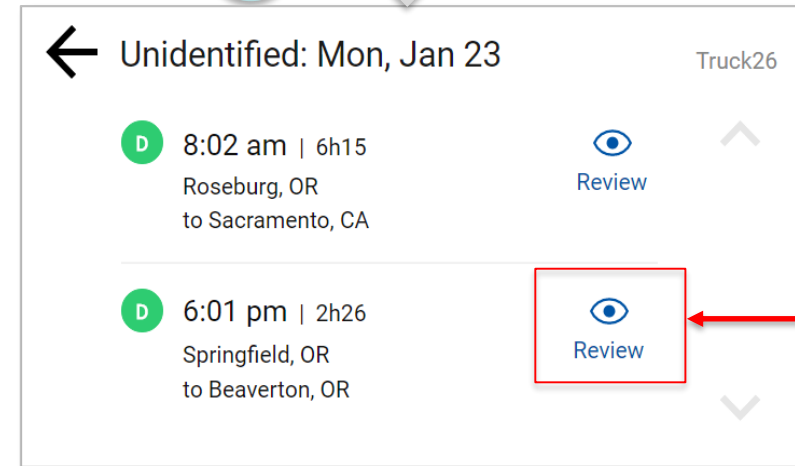 Unidentified: Mon, Jan 23
Truck26
D 8:02 am | 6h15
Roseburg, OR
to Sacramento, CA
Review
D 6:01 pm | 2h26
Springfield, OR
to Beaverton, OR
Review